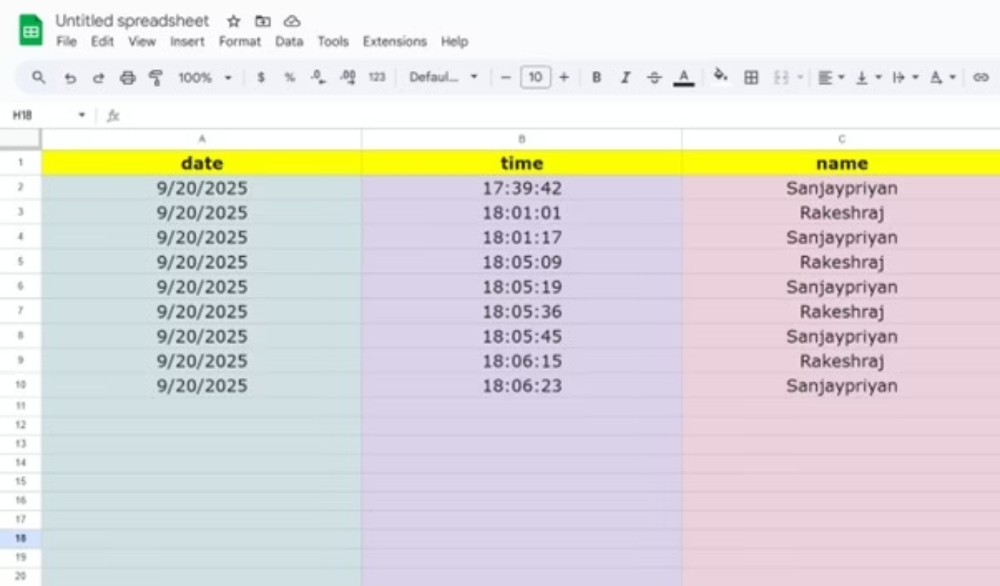 Untitled spreadsheet
File Edit View Insert Format Data Tools Extensions Help
100% $ % .0 .00 123 Defaul... − 10 + B I S A A
H18 fx
A B C
1 date time name
2 9/20/2025 17:39:42 Sanjaypriyan
3 9/20/2025 18:01:01 Rakeshraj
4 9/20/2025 18:01:17 Sanjaypriyan
5 9/20/2025 18:05:09 Rakeshraj
6 9/20/2025 18:05:19 Sanjaypriyan
7 9/20/2025 18:05:36 Rakeshraj
8 9/20/2025 18:05:45 Sanjaypriyan
9 9/20/2025 18:06:15 Rakeshraj
10 9/20/2025 18:06:23 Sanjaypriyan
11
12
13
14
15
16
17
18
19
20